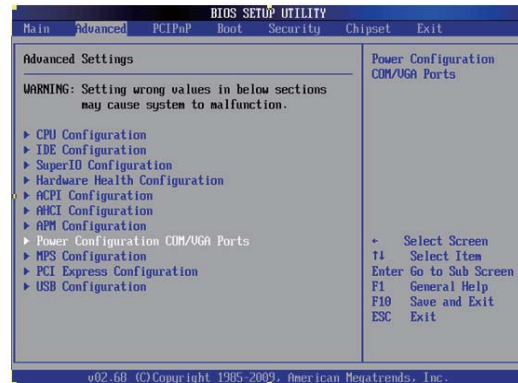 BIOS SETUP UTILITY
Main Advanced PCIPnP Boot Security Chipset Exit
Advanced Settings
WARNING: Setting wrong values in below sections
may cause system to malfunction.
▶ CPU Configuration
▶ IDE Configuration
▶ SuperIO Configuration
▶ Hardware Health Configuration
▶ ACPI Configuration
▶ AHCI Configuration
▶ APM Configuration
▶ Power Configuration COM/VGA Ports
▶ MPS Configuration
▶ PCI Express Configuration
▶ USB Configuration
Power Configuration
COM/VGA Ports
← Select Screen
↑↓ Select Item
Enter Go to Sub Screen
F1 General Help
F10 Save and Exit
ESC Exit
v02.68 (C)Copyright 1985-2009, American Megatrends, Inc.